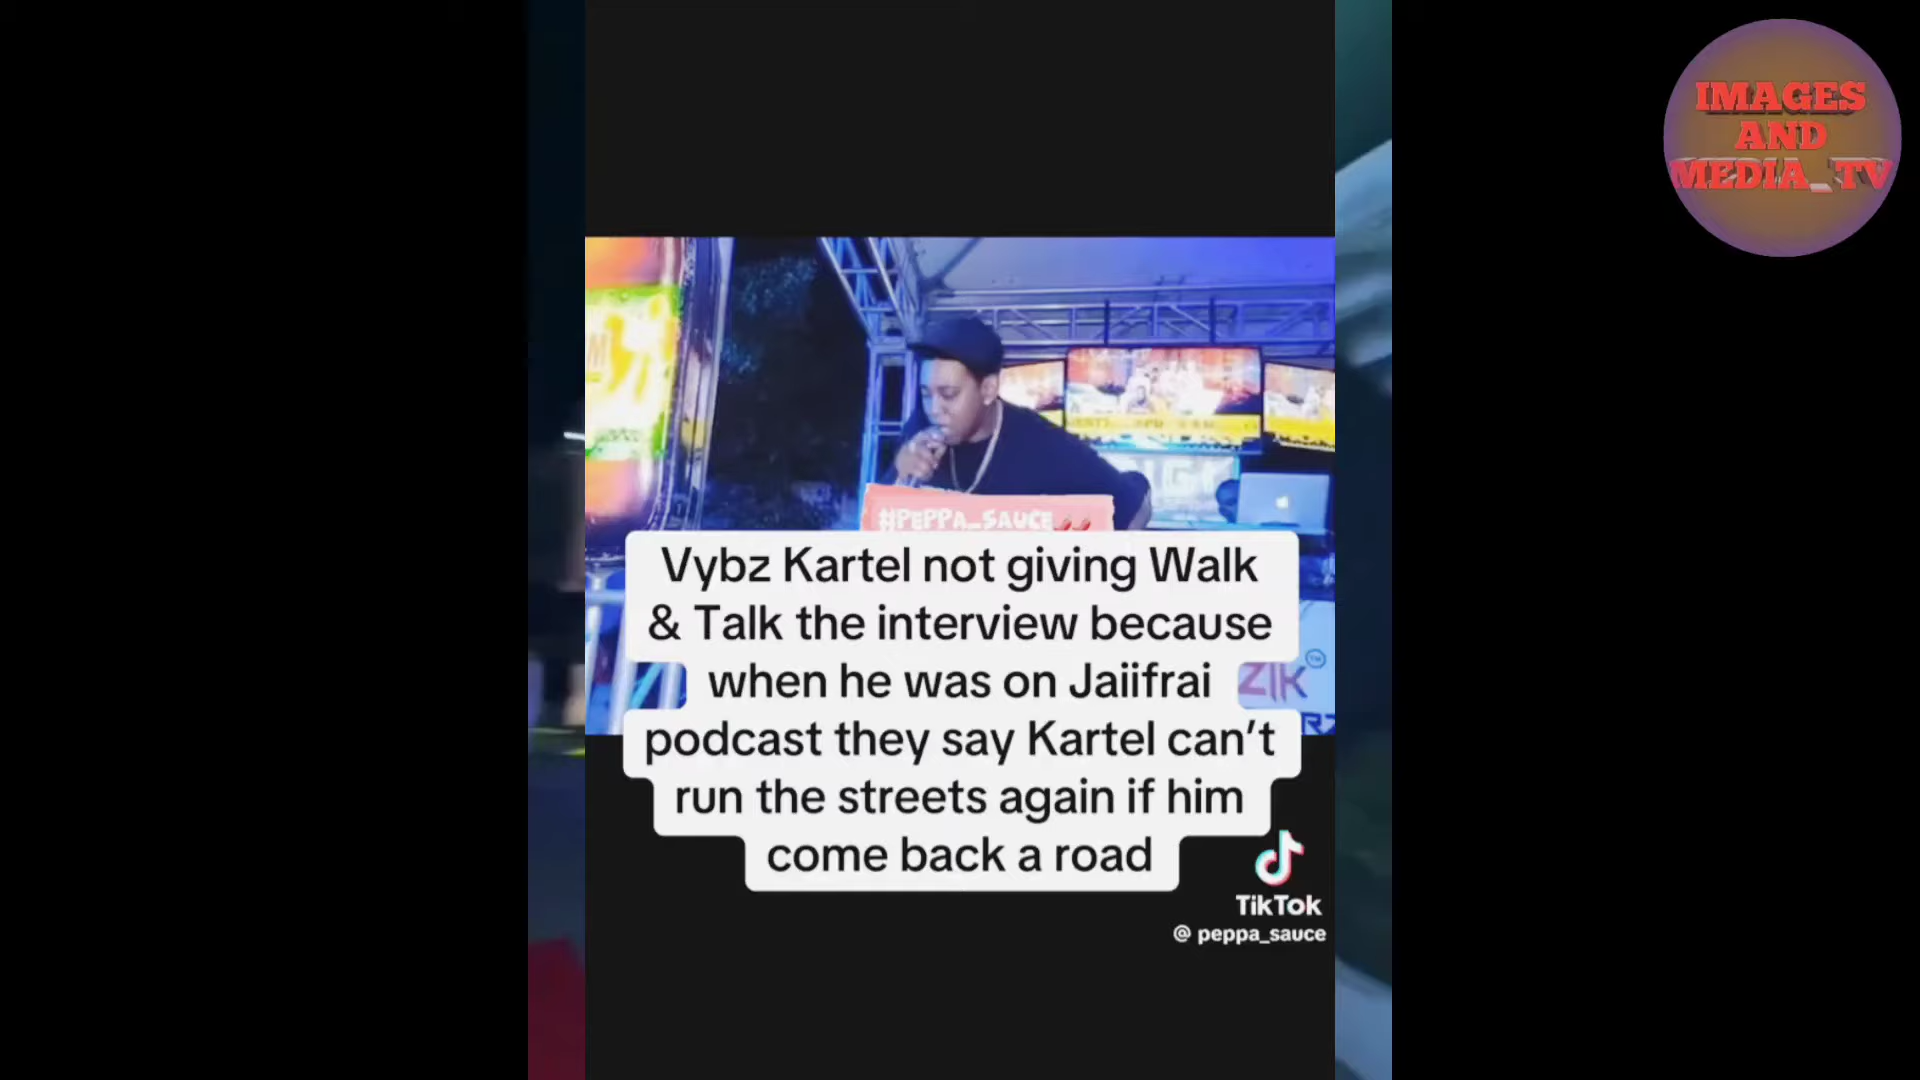 IMAGES
AND
MEDIA_TV
#PEPPA_SAUCE
Vybz Kartel not giving Walk
& Talk the interview because
when he was on Jaiifrai
podcast they say Kartel can't
run the streets again if him
come back a road
ZIK™
TikTok
@ peppa_sauce